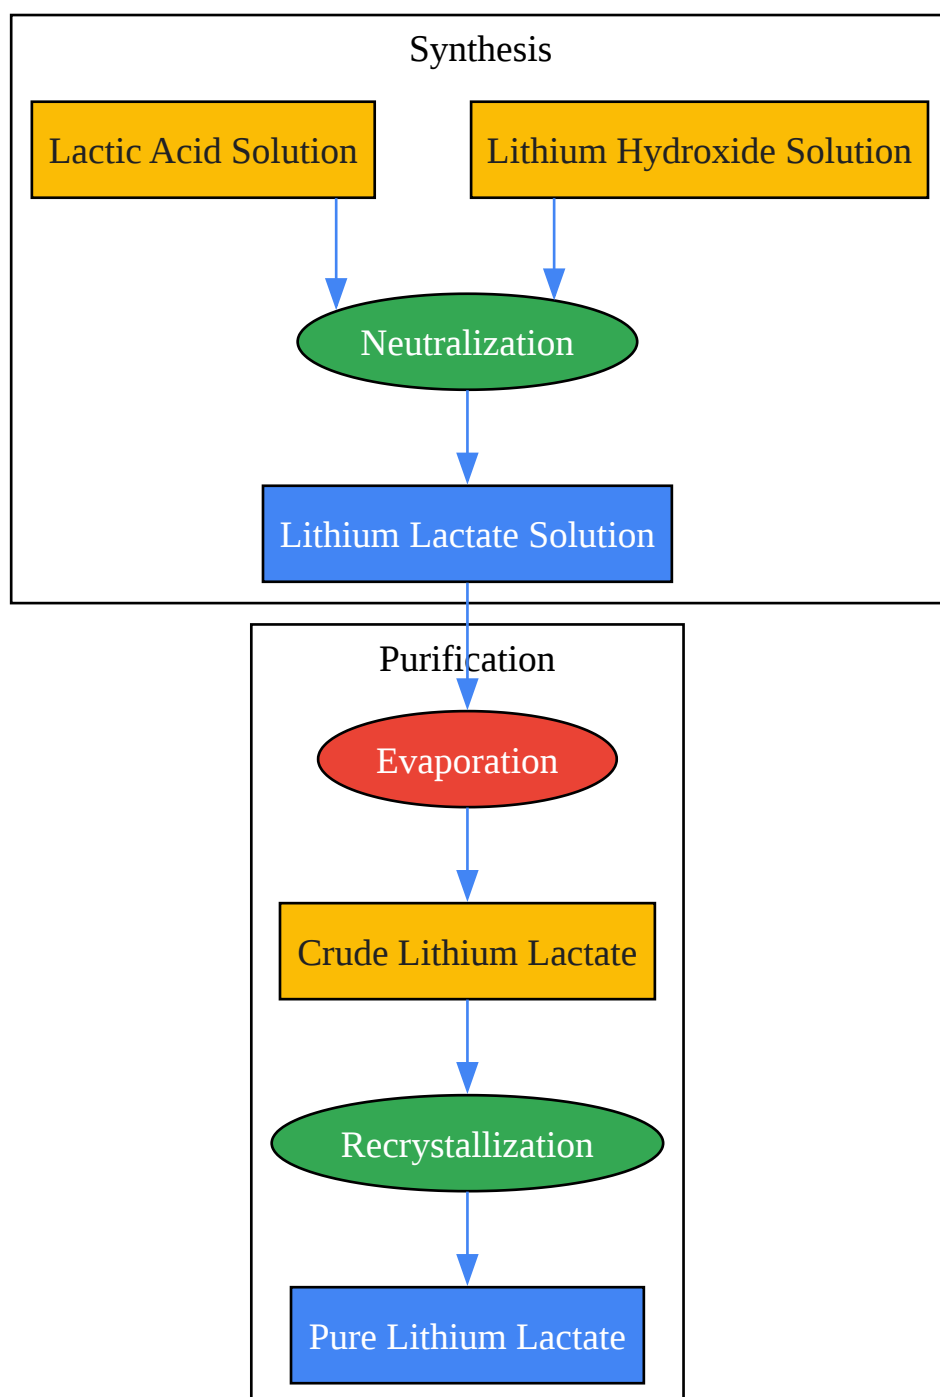 Synthesis
Lactic Acid Solution
Lithium Hydroxide Solution
Neutralization
Lithium Lactate Solution
Purification
Evaporation
Crude Lithium Lactate
Recrystallization
Pure Lithium Lactate